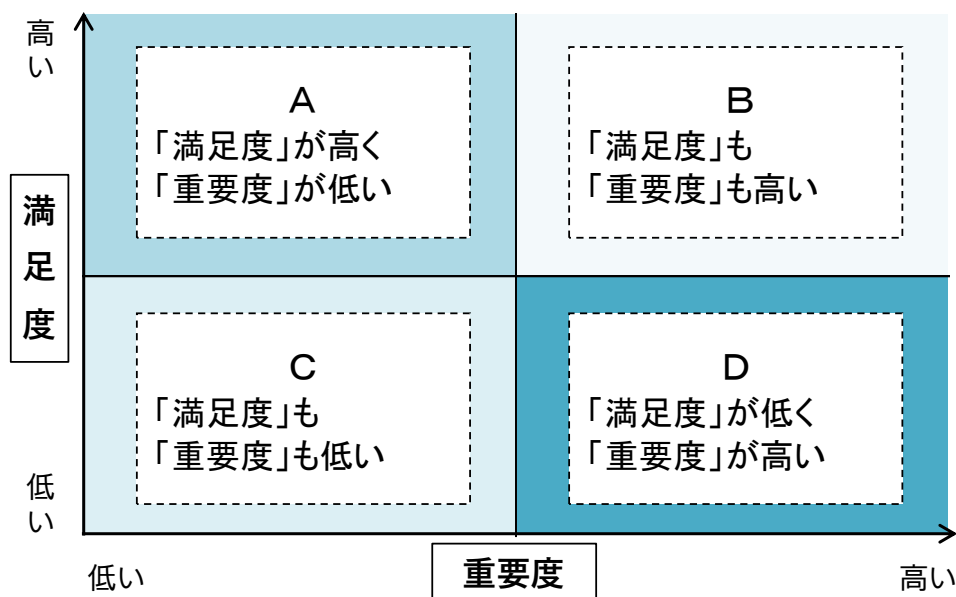 高い
満足度
低い
A
「満足度」が高く
「重要度」が低い
B
「満足度」も
「重要度」も高い
C
「満足度」も
「重要度」も低い
D
「満足度」が低く
「重要度」が高い
低い
重要度
高い